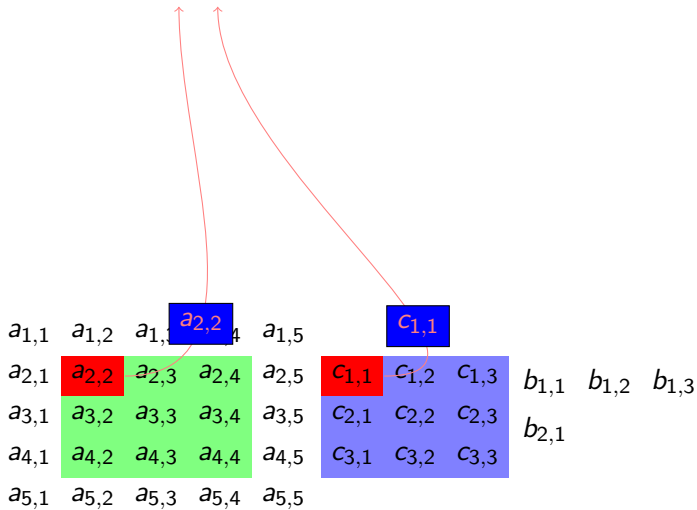 a2,2 c1,1
a1,1 a1,2 a1,3 a1,5
a2,1 a2,2 a2,3 a2,4 a2,5 c1,1 c1,2 c1,3 b1,1 b1,2 b1,3
a3,1 a3,2 a3,3 a3,4 a3,5 c2,1 c2,2 c2,3 b2,1
a4,1 a4,2 a4,3 a4,4 a4,5 c3,1 c3,2 c3,3
a5,1 a5,2 a5,3 a5,4 a5,5